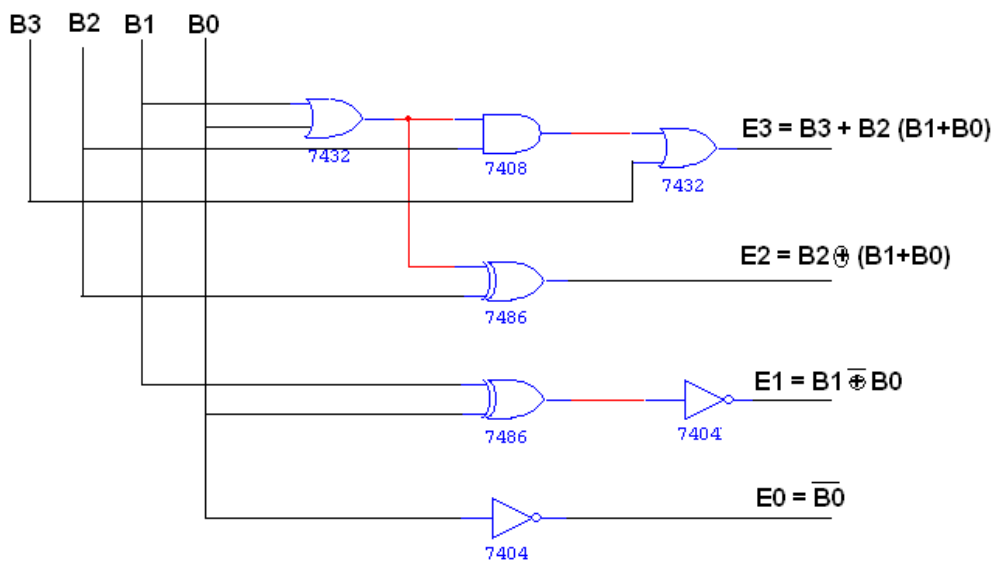 B3 B2 B1 B0
E3 = B3 + B2 (B1+B0)
7432
7408
7432
E2 = B2 ⊕ (B1+B0)
7486
E1 = B1 ⊕̅ B0
7486
7404
E0 = B̅0̅
7404